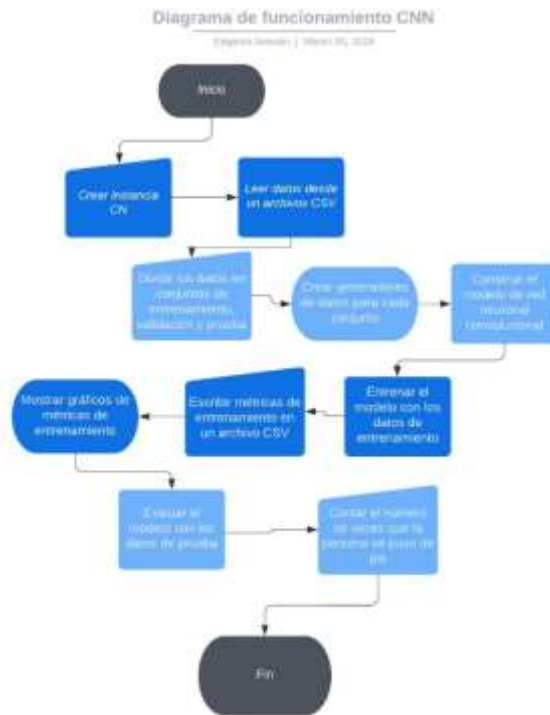 Diagrama de funcionamiento CNN
Inicio
Crear instancia
CN
Leer datos desde
un archivos CSV
Dividir los datos en
conjuntos de
entrenamiento,
validación y prueba
Crear generadores
de datos para cada
conjunto
Construir el
modelo de red
neuronal
convolucional
Mostrar gráficos de
métricas de
entrenamiento
Escribir métricas de
entrenamiento en
un archivo CSV
Entrenar el
modelo con los
datos de
entrenamiento
Evaluar el
modelo con los
datos de prueba
Contar el número
de veces que la
persona se puso de
pie
Fin